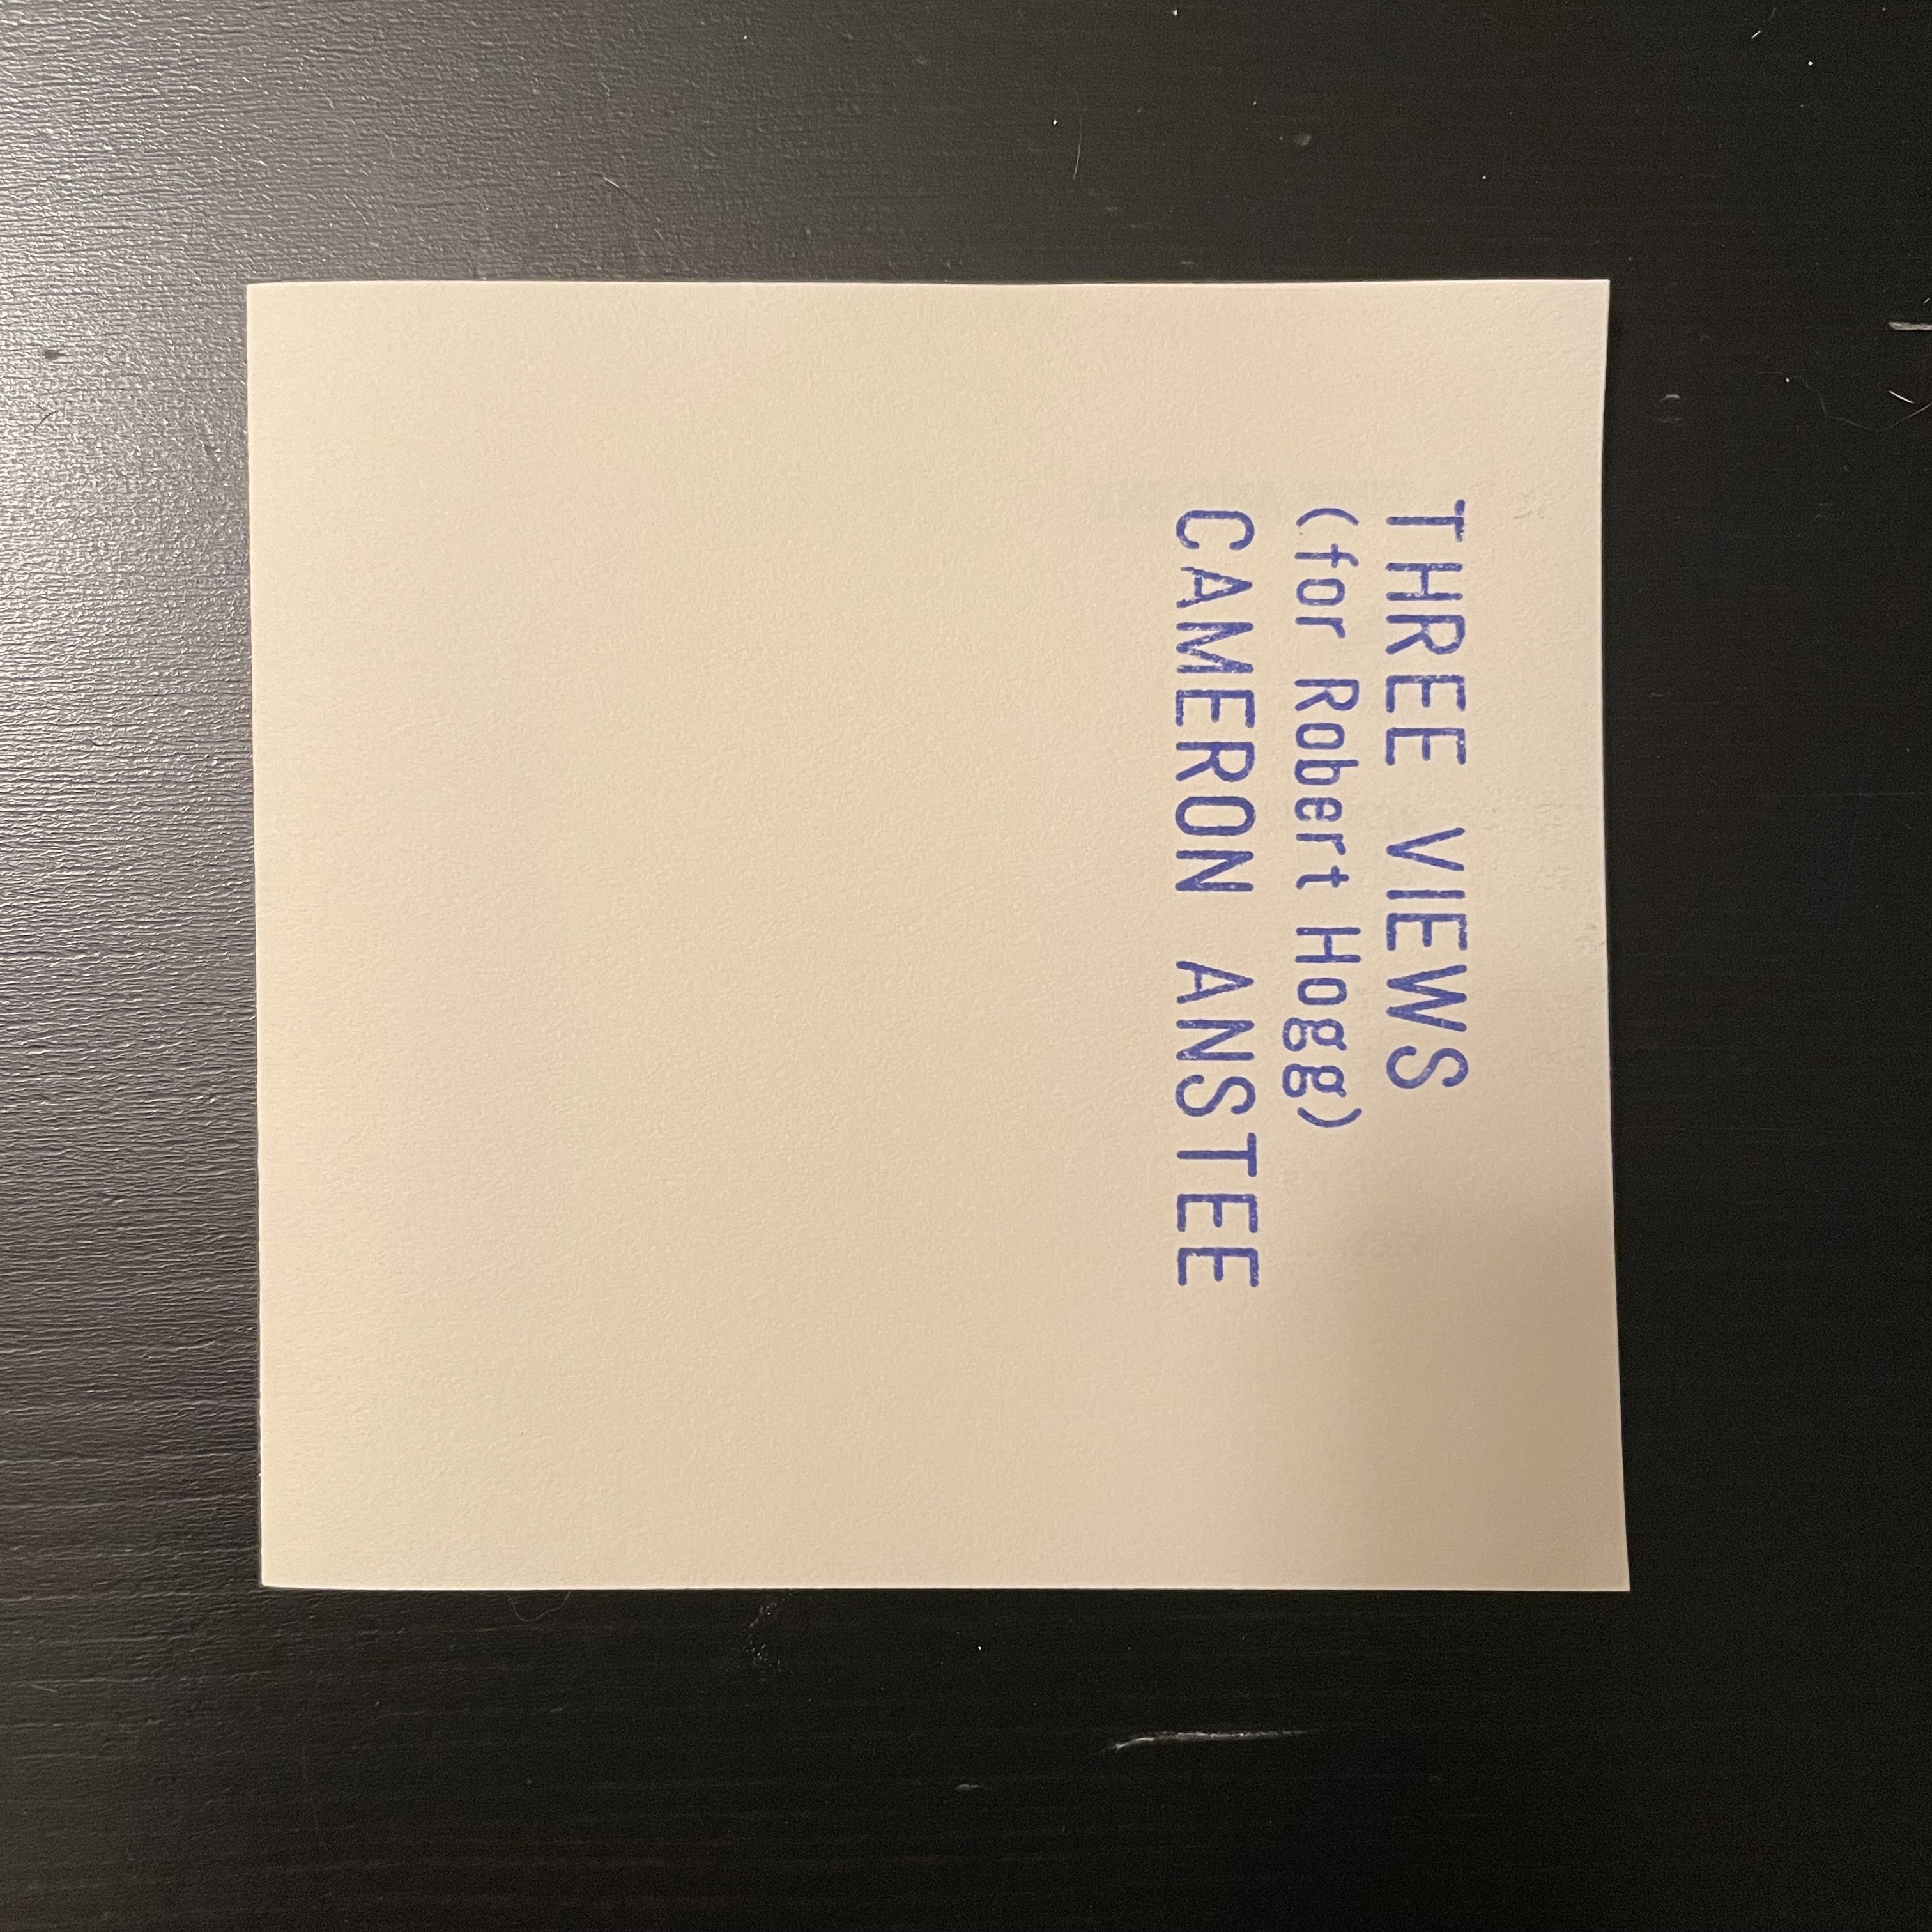 THREE VIEWS
(for Robert Hogg)
CAMERON ANSTEE